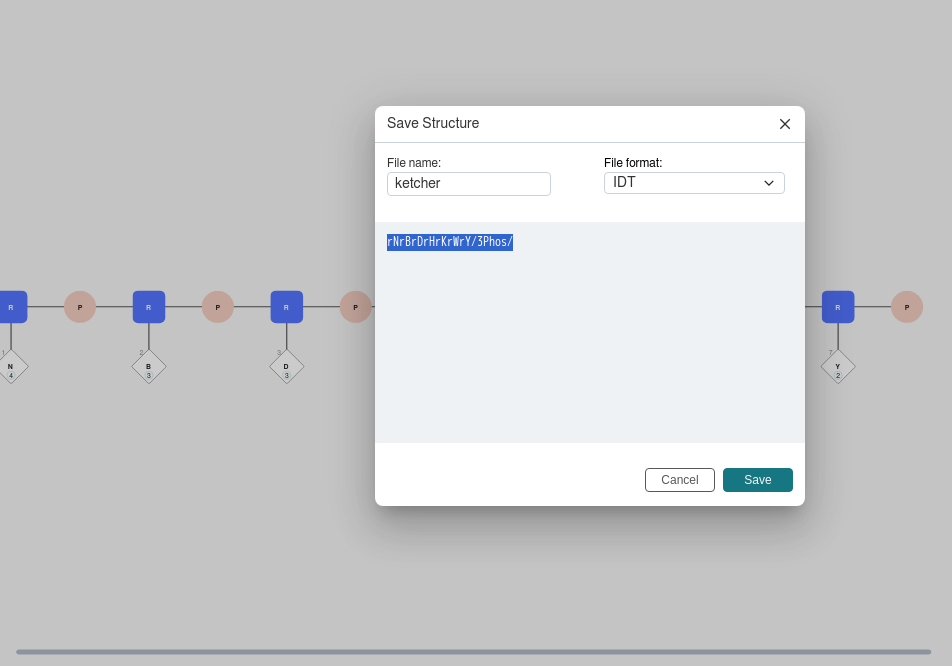 Save Structure
File name:
File format:
ketcher
IDT
rNrBrDrHrKrWrY/3Phos/
R P R P R P R P
1 2 3 7
N B D Y
4 3 3 2
Cancel Save